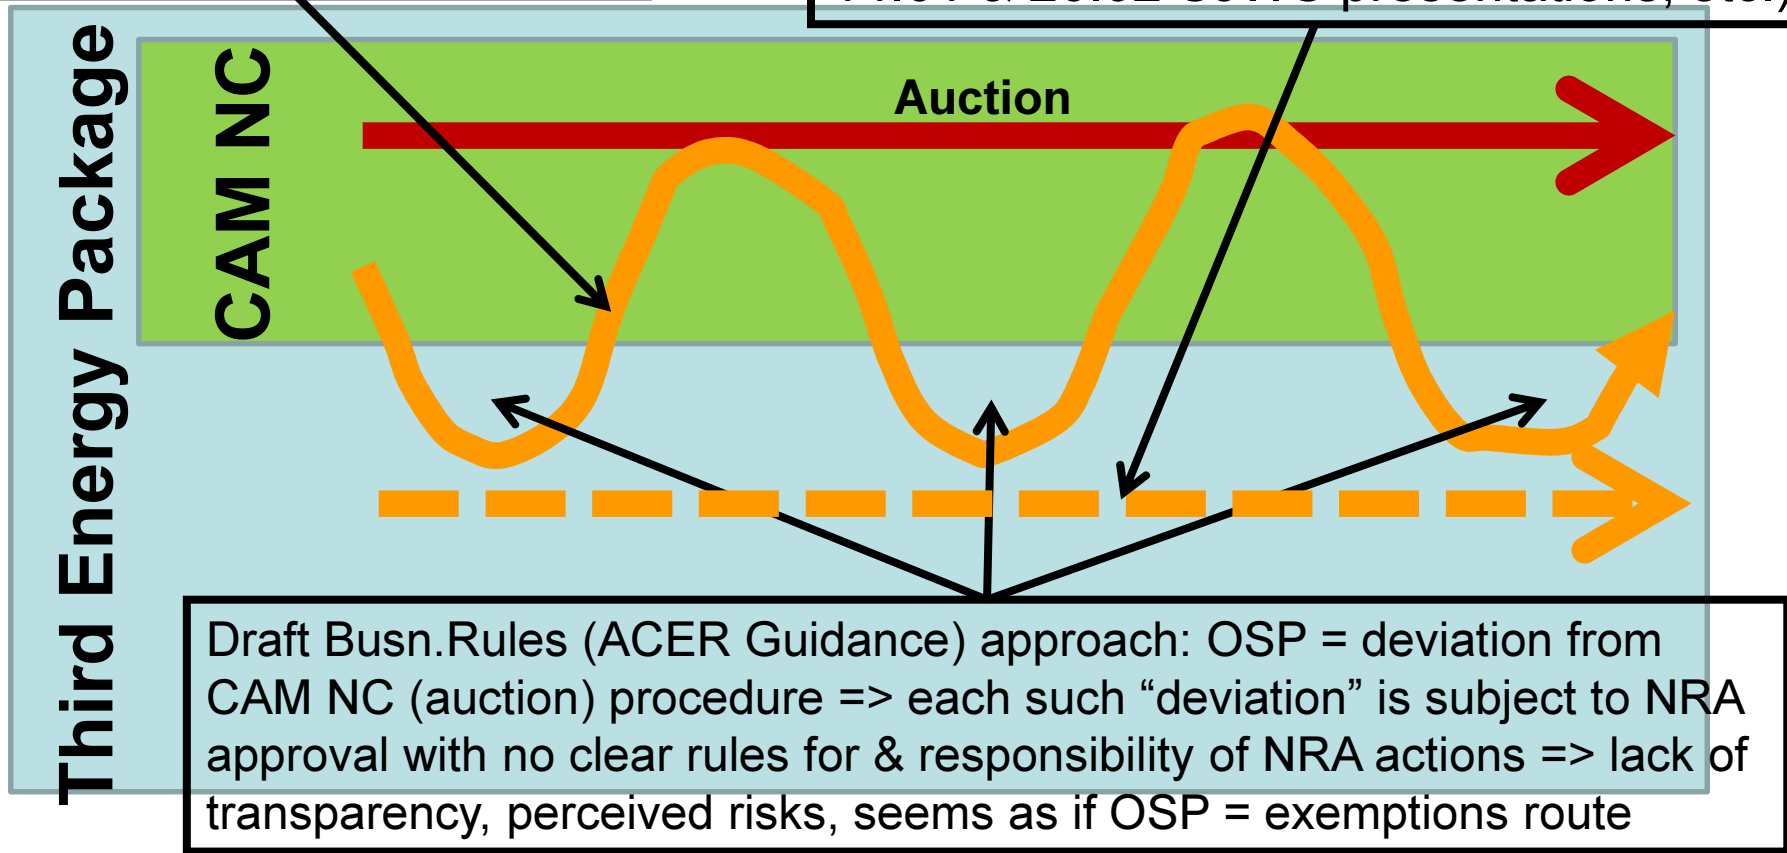 presentations, etc.)
Third Energy Package
CAM NC
Auction
Draft Busn.Rules (ACER Guidance) approach: OSP = deviation from
CAM NC (auction) procedure => each such “deviation” is subject to NRA
approval with no clear rules for & responsibility of NRA actions => lack of
transparency, perceived risks, seems as if OSP = exemptions route